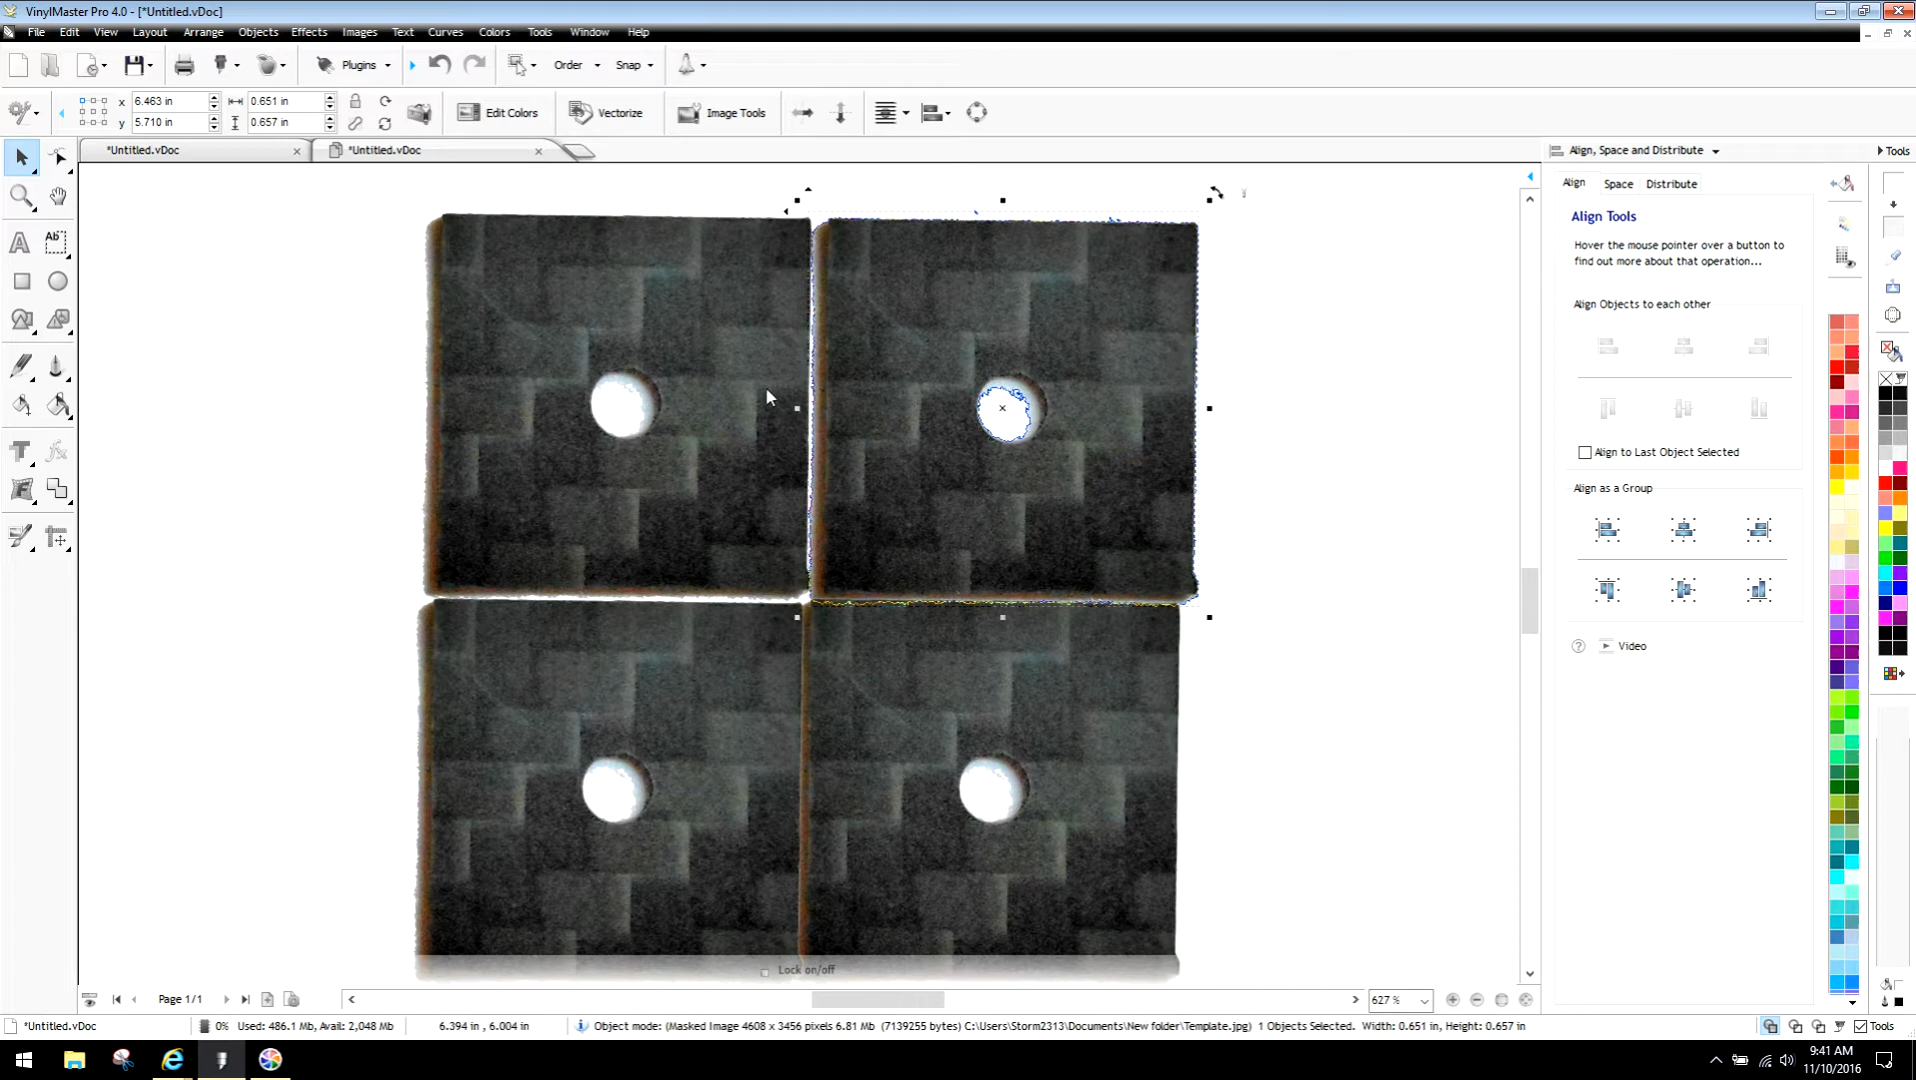 VinylMaster Pro 4.0 - [*Untitled.vDoc]
File Edit View Layout Arrange Objects Effects Images Text Curves Colors Tools Window Help
Plugins Order Snap
x 6.463 in 0.651 in
y 5.710 in 0.657 in
Edit Colors Vectorize Image Tools
*Untitled.vDoc *Untitled.vDoc
Align, Space and Distribute Tools
Align Space Distribute
Align Tools
Hover the mouse pointer over a button to
find out more about that operation...
Align Objects to each other
Align to Last Object Selected
Align as a Group
Video
Lock on/off
Page 1/1 627 %
*Untitled.vDoc 0% Used: 486.1 Mb, Avail: 2,048 Mb 6.394 in , 6.004 in Object mode: (Masked Image 4608 x 3456 pixels 6.81 Mb (7139255 bytes) C:\Users\Storm2313\Documents\New folder\Template.jpg) 1 Objects Selected. Width: 0.651 in, Height: 0.657 in Tools
9:41 AM
11/10/2016